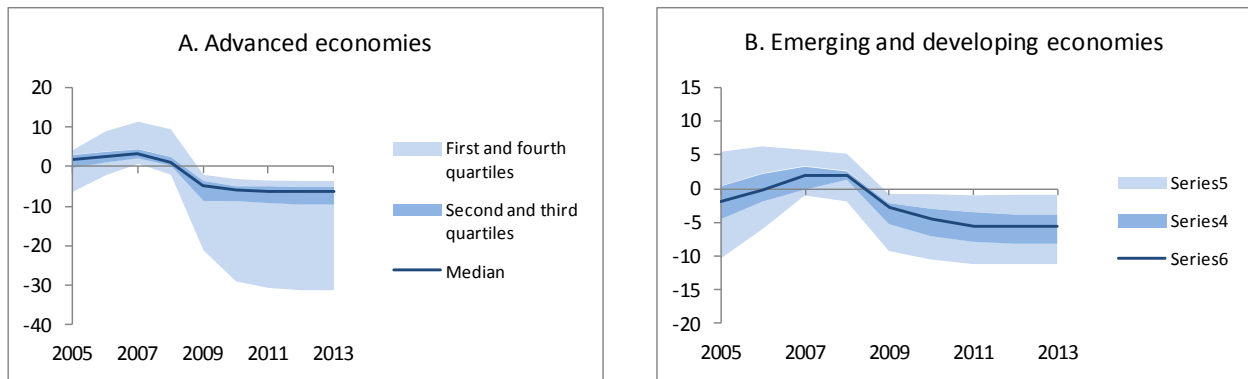 A. Advanced economies
20
10
0
-10
-20
-30
-40
2005 2007 2009 2011 2013
First and fourth
quartiles
Second and third
quartiles
Median
B. Emerging and developing economies
15
10
5
0
-5
-10
-15
-20
2005 2007 2009 2011 2013
Series5
Series4
Series6